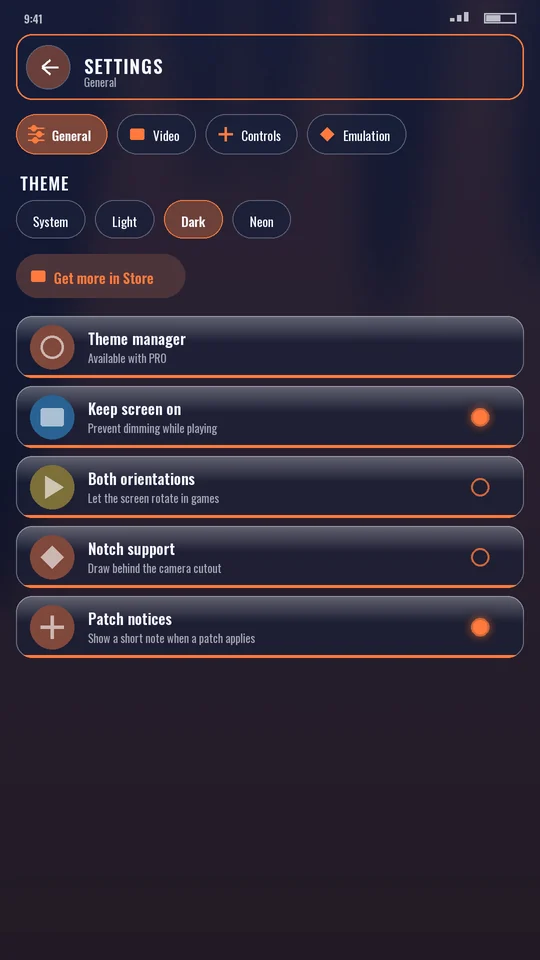 9:41
SETTINGS
General
General
Video
Controls
Emulation
THEME
System
Light
Dark
Neon
Get more in Store
Theme manager
Available with PRO
Keep screen on
Prevent dimming while playing
Both orientations
Let the screen rotate in games
Notch support
Draw behind the camera cutout
Patch notices
Show a short note when a patch applies